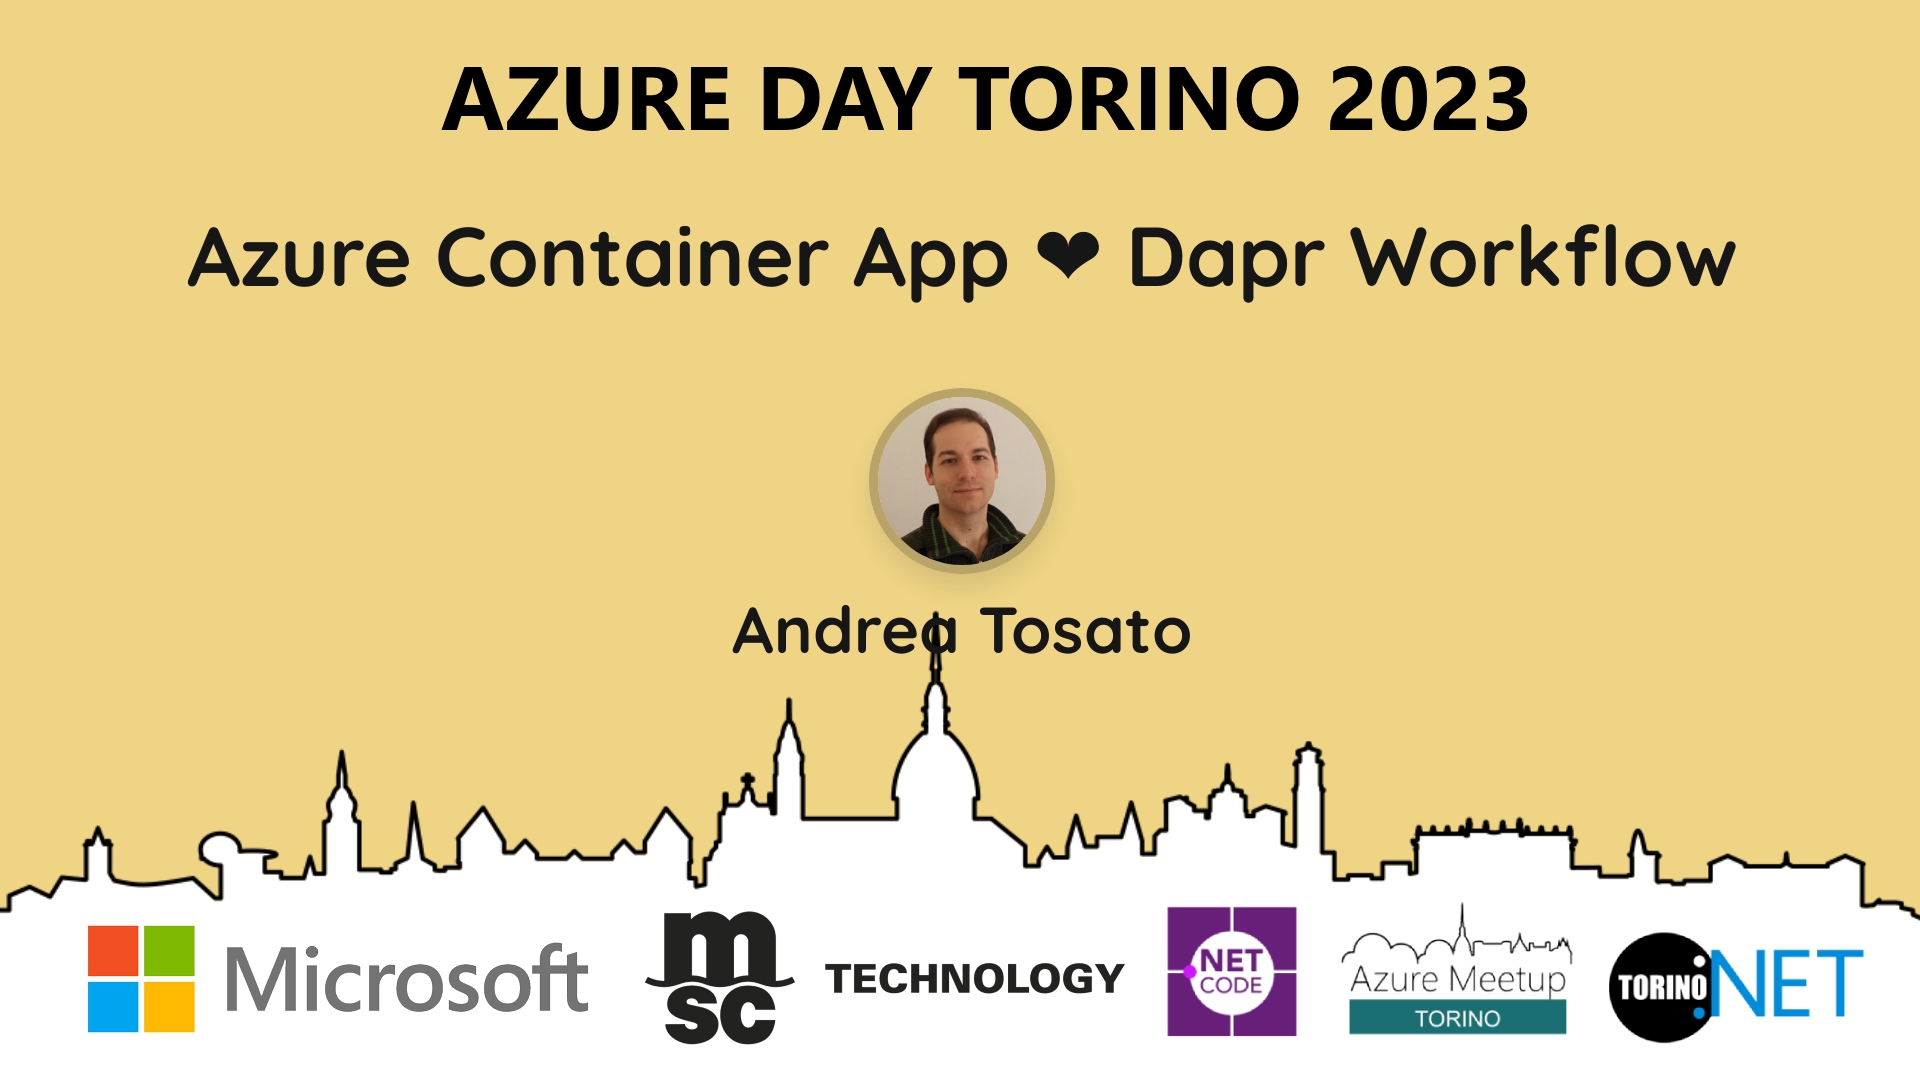 AZURE DAY TORINO 2023
Azure Container App ❤ Dapr Workflow
Andrea Tosato
Microsoft
msc TECHNOLOGY
NET CODE
Azure Meetup
TORINO
TORINO .NET